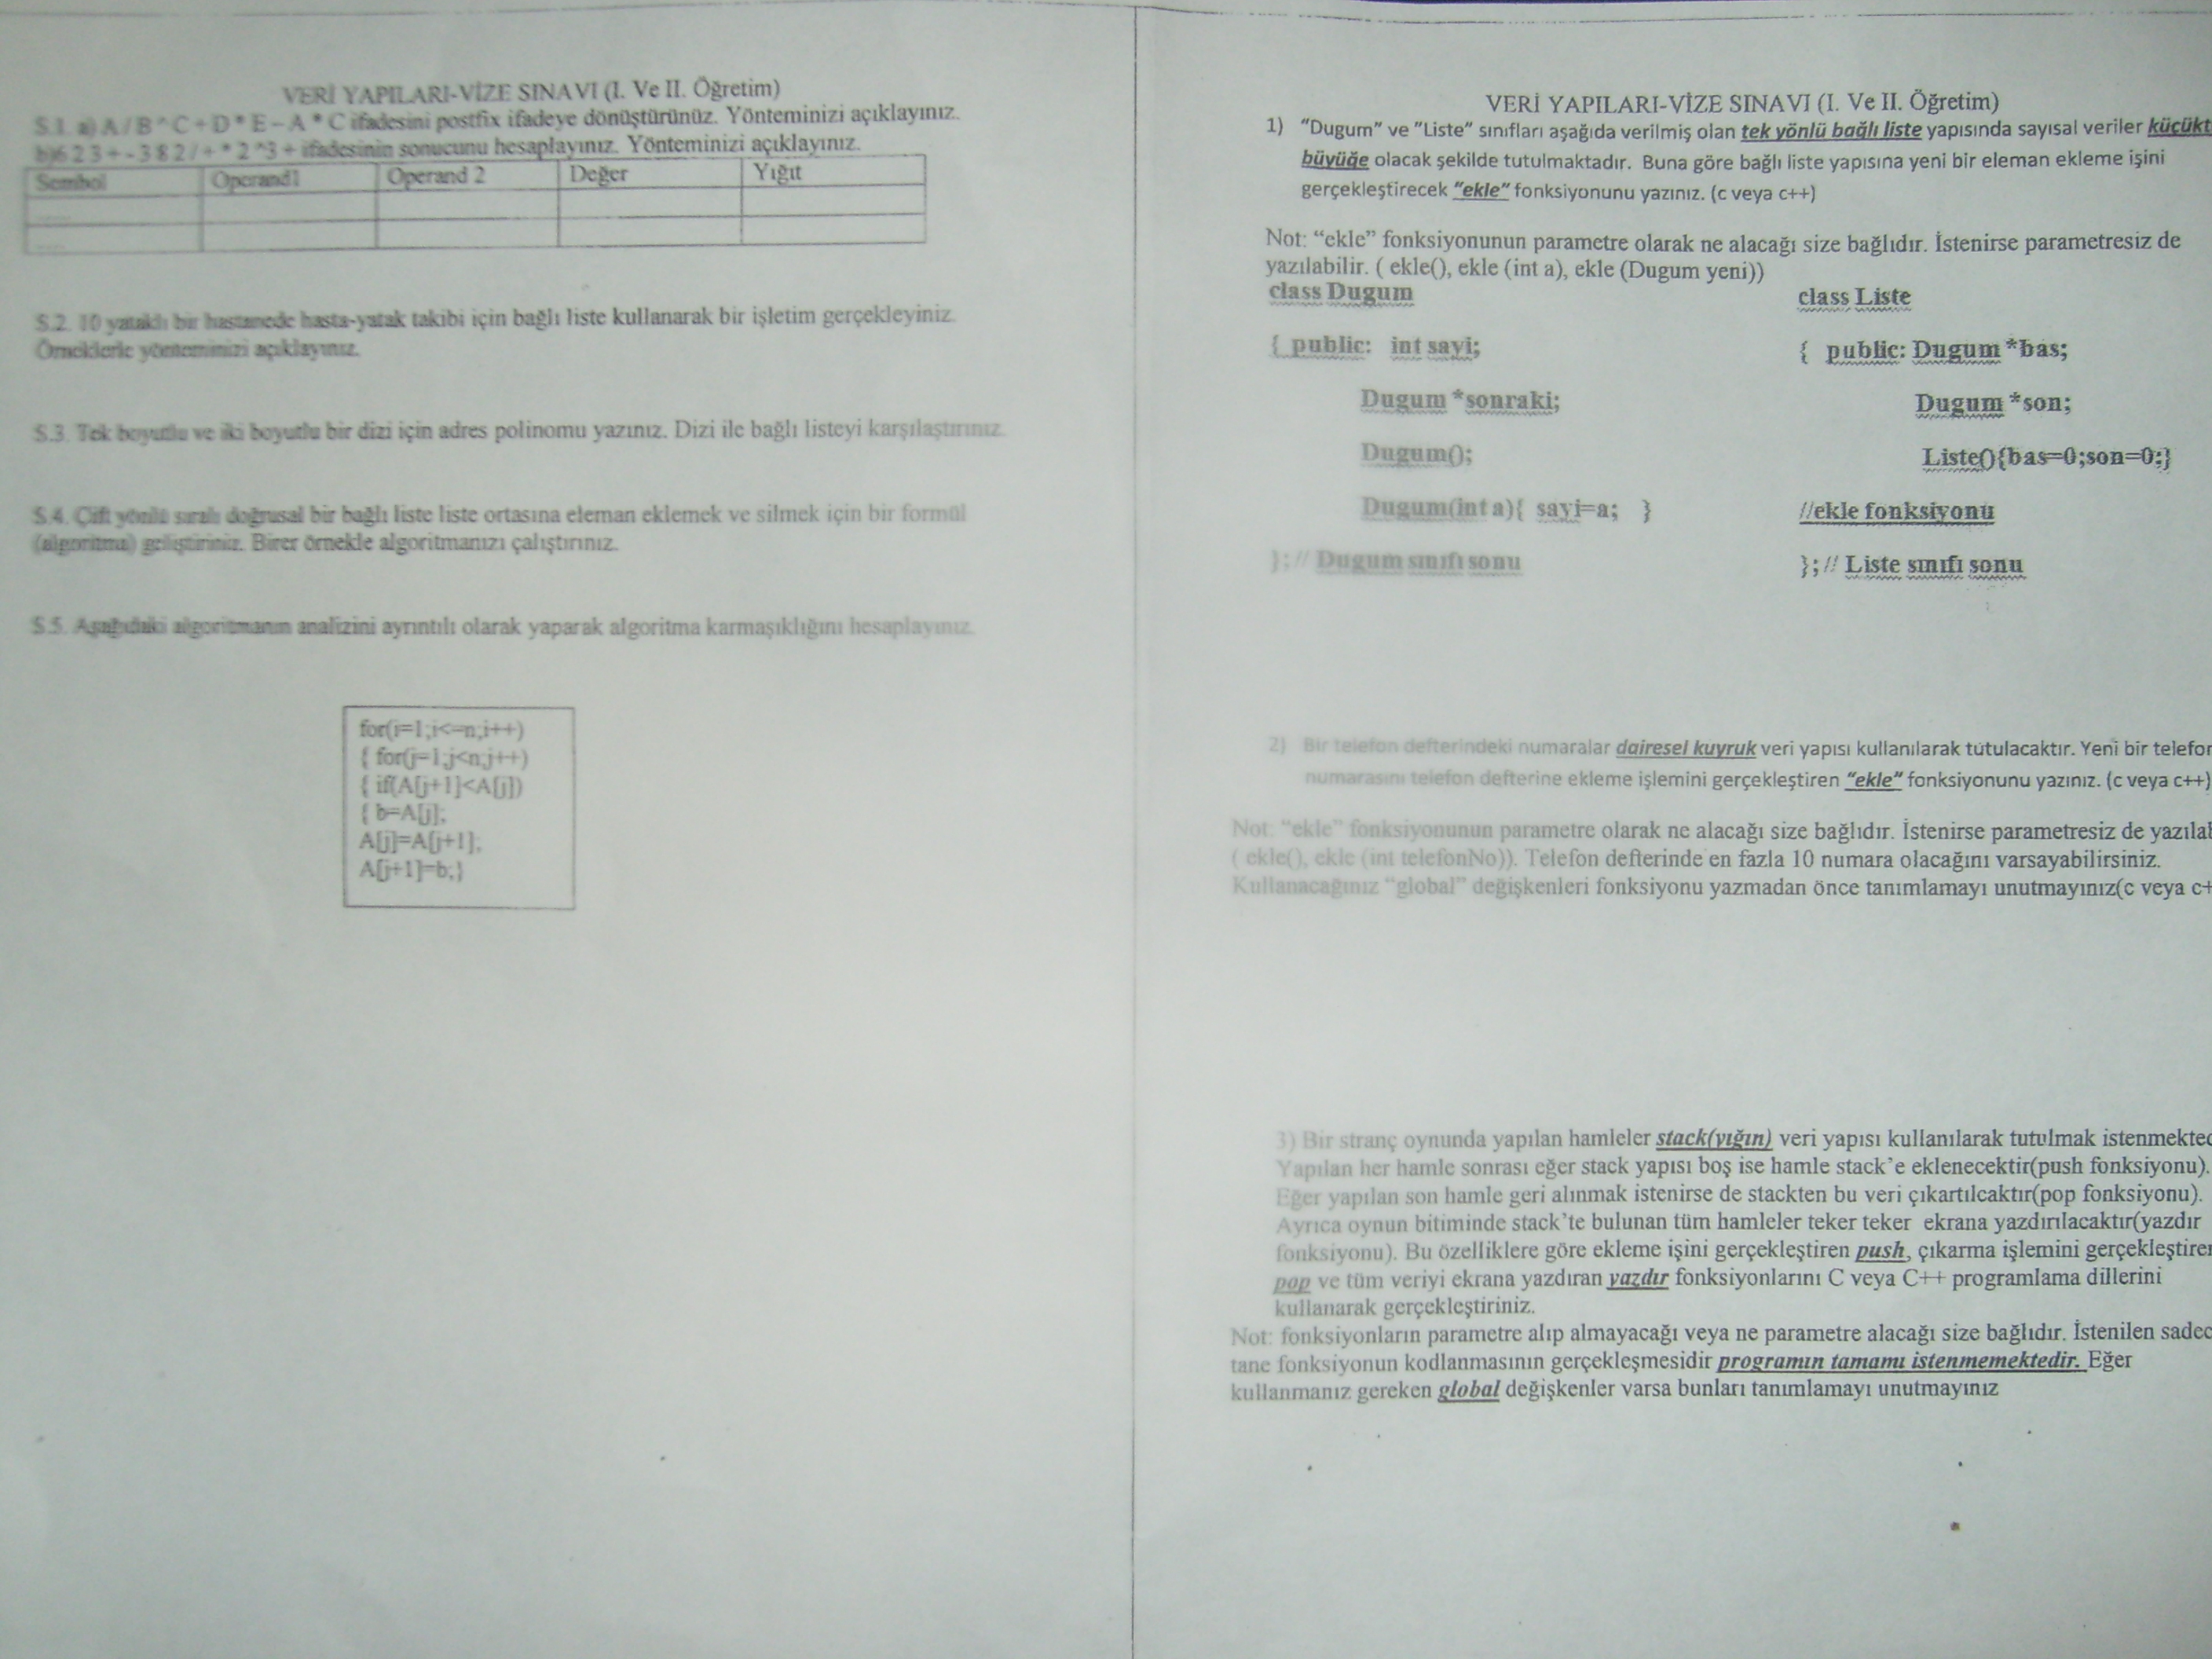 VERİ YAPILARI-VİZE SINAVI (I. Ve II. Öğretim)
S.1. a) A / B ^ C + D * E – A * C ifadesini postfix ifadeye dönüştürünüz. Yönteminizi açıklayınız.
b)6 2 3 + - 3 8 2 / + * 2 ^3 + ifadesinin sonucunu hesaplayınız. Yönteminizi açıklayınız.
Sembol Operand1 Operand 2 Değer Yığıt
......
......
S.2. 10 yataklı bir hastanede hasta-yatak takibi için bağlı liste kullanarak bir işletim gerçekleyiniz.
Örneklerle yönteminizi açıklayınız.
S.3. Tek boyutlu ve iki boyutlu bir dizi için adres polinomu yazınız. Dizi ile bağlı listeyi karşılaştırınız.
S.4. Çift yönlü sıralı doğrusal bir bağlı liste liste ortasına eleman eklemek ve silmek için bir formül
(algoritma) geliştiriniz. Birer örnekle algoritmanızı çalıştırınız.
S.5. Aşağıdaki algoritmanın analizini ayrıntılı olarak yaparak algoritma karmaşıklığını hesaplayınız.
for(i=1;i<=n;i++)
{ for(j=1;j<n;j++)
{ if(A[j+1]<A[j])
{ b=A[j];
A[j]=A[j+1];
A[j+1]=b;}
VERİ YAPILARI-VİZE SINAVI (I. Ve II. Öğretim)
1) "Dugum" ve "Liste" sınıfları aşağıda verilmiş olan tek yönlü bağlı liste yapısında sayısal veriler küçükt
büyüğe olacak şekilde tutulmaktadır. Buna göre bağlı liste yapısına yeni bir eleman ekleme işini
gerçekleştirecek "ekle" fonksiyonunu yazınız. (c veya c++)
Not: “ekle” fonksiyonunun parametre olarak ne alacağı size bağlıdır. İstenirse parametresiz de
yazılabilir. ( ekle(), ekle (int a), ekle (Dugum yeni))
class Dugum class Liste
{ public: int sayi; { public: Dugum *bas;
Dugum *sonraki; Dugum *son;
Dugum(); Liste(){bas=0;son=0;}
Dugum(int a){ sayi=a; } //ekle fonksiyonu
}; // Dugum sınıfı sonu }; // Liste sınıfı sonu
2) Bir telefon defterindeki numaralar dairesel kuyruk veri yapısı kullanılarak tutulacaktır. Yeni bir telefon
numarasını telefon defterine ekleme işlemini gerçekleştiren "ekle" fonksiyonunu yazınız. (c veya c++)
Not: “ekle” fonksiyonunun parametre olarak ne alacağı size bağlıdır. İstenirse parametresiz de yazılal
( ekle(), ekle (int telefonNo)). Telefon defterinde en fazla 10 numara olacağını varsayabilirsiniz.
Kullanacağınız “global” değişkenleri fonksiyonu yazmadan önce tanımlamayı unutmayınız(c veya c+
3) Bir stranç oynunda yapılan hamleler stack(yığın) veri yapısı kullanılarak tutulmak istenmekted
Yapılan her hamle sonrası eğer stack yapısı boş ise hamle stack’e eklenecektir(push fonksiyonu).
Eğer yapılan son hamle geri alınmak istenirse de stackten bu veri çıkartılcaktır(pop fonksiyonu).
Ayrıca oynun bitiminde stack’te bulunan tüm hamleler teker teker ekrana yazdırılacaktır(yazdır
fonksiyonu). Bu özelliklere göre ekleme işini gerçekleştiren push, çıkarma işlemini gerçekleştiren
pop ve tüm veriyi ekrana yazdıran yazdır fonksiyonlarını C veya C++ programlama dillerini
kullanarak gerçekleştiriniz.
Not: fonksiyonların parametre alıp almayacağı veya ne parametre alacağı size bağlıdır. İstenilen sadec
tane fonksiyonun kodlanmasının gerçekleşmesidir programın tamamı istenmemektedir. Eğer
kullanmanız gereken global değişkenler varsa bunları tanımlamayı unutmayınız